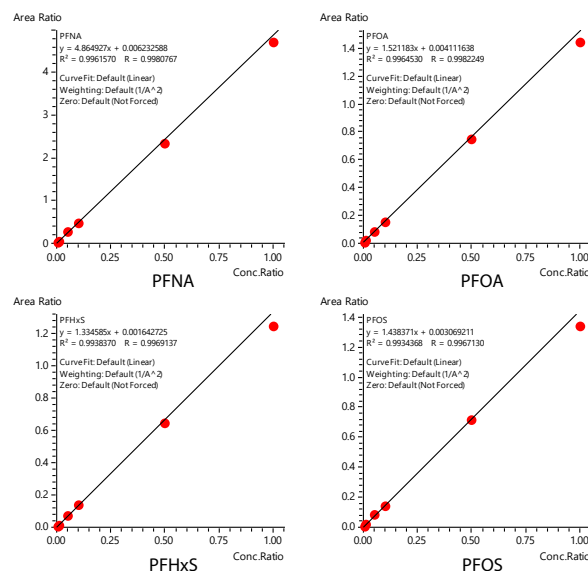 Area Ratio
PFNA
y = 4.864927x + 0.006232588
R² = 0.9961570 R = 0.9980767
CurveFit: Default (Linear)
Weighting: Default (1/A^2)
Zero: Default (Not Forced)
4
3
2
1
0
0.00 0.25 0.50 0.75 1.00
Conc.Ratio
PFNA
Area Ratio
PFOA
y = 1.521183x + 0.004111638
R² = 0.9964530 R = 0.9982249
CurveFit: Default (Linear)
Weighting: Default (1/A^2)
Zero: Default (Not Forced)
1.4
1.2
1.0
0.8
0.6
0.4
0.2
0.0
0.00 0.25 0.50 0.75 1.00
Conc.Ratio
PFOA
Area Ratio
PFHxS
y = 1.334585x + 0.001642725
R² = 0.9938370 R = 0.9969137
CurveFit: Default (Linear)
Weighting: Default (1/A^2)
Zero: Default (Not Forced)
1.2
1.0
0.8
0.6
0.4
0.2
0.0
0.00 0.25 0.50 0.75 1.00
Conc.Ratio
PFHxS
Area Ratio
PFOS
y = 1.438371x + 0.003069211
R² = 0.9934368 R = 0.9967130
CurveFit: Default (Linear)
Weighting: Default (1/A^2)
Zero: Default (Not Forced)
1.4
1.2
1.0
0.8
0.6
0.4
0.2
0.0
0.00 0.25 0.50 0.75 1.00
Conc.Ratio
PFOS